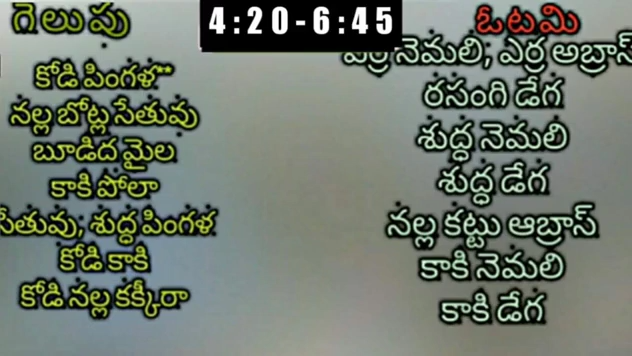 గెలుపు
4:20-6:45
ఓటమి
కోడి పింగళ**
నల్ల బోట్ల సేతువు
బూడిద మైల
కాకి పోలా
సేతువు, శుద్ధ పింగళ
కోడి కాకి
కోడి నల్ల కక్కీరా
ఎర్ర నెమలి, ఎర్ర అబ్రాస్
రసంగి డేగ
శుద్ధ నెమలి
శుద్ధ డేగ
నల్ల కట్టు ఆబ్రాస్
కాకి నెమలి
కాకి డేగ